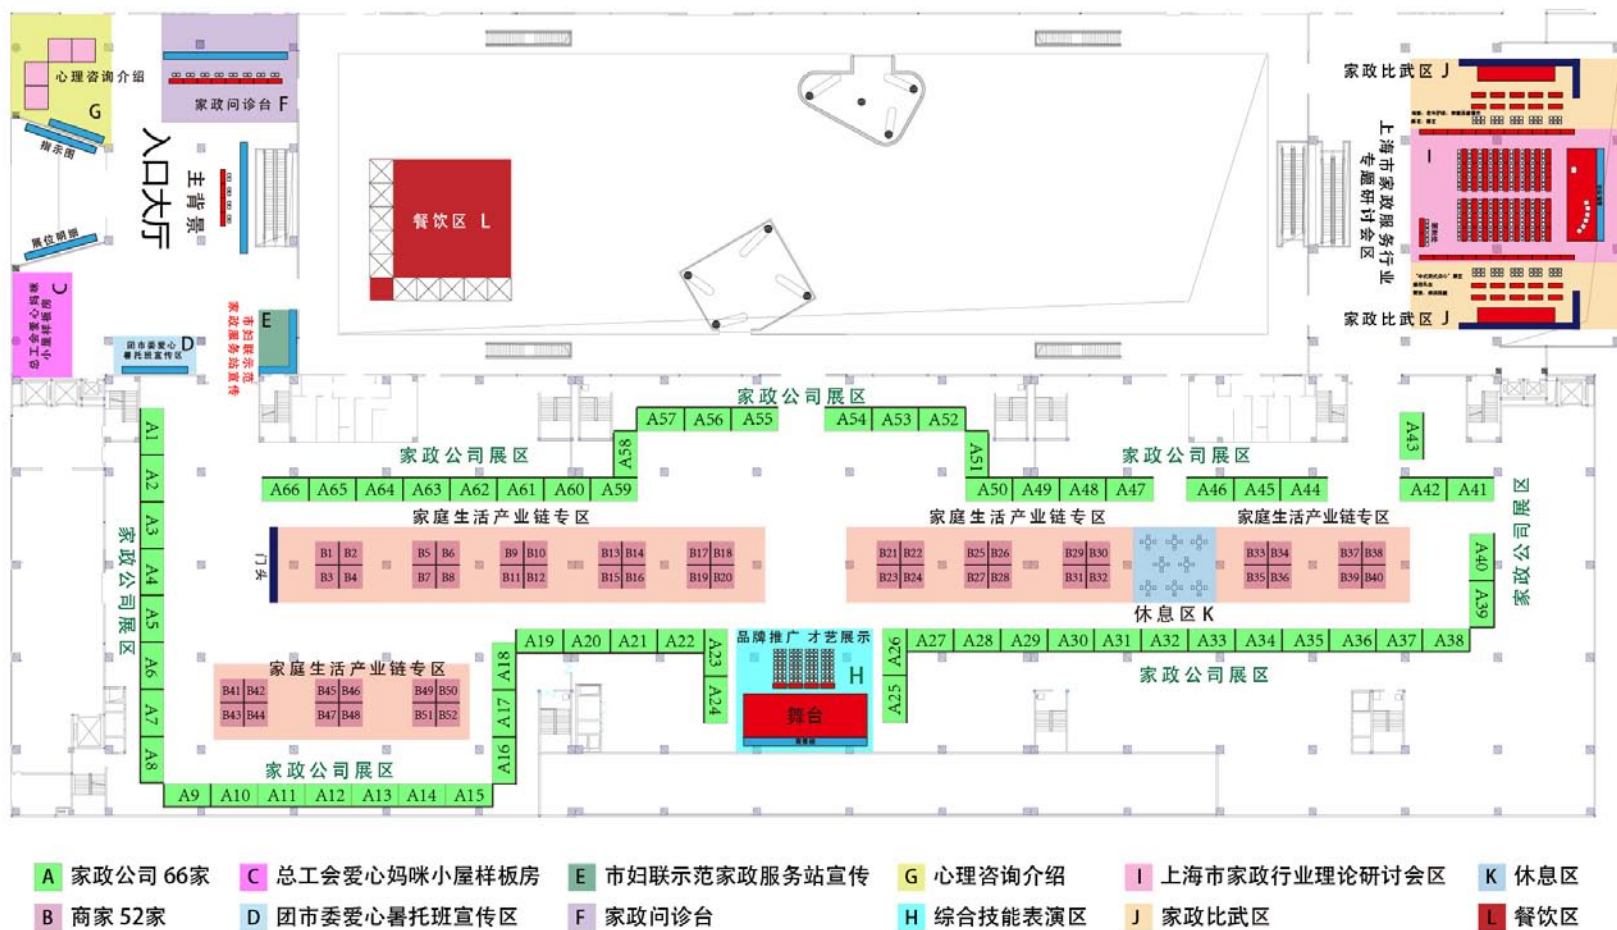 心理咨询介绍
G
家政问诊台 F
指示图
入口大厅
主背景
展位明细
C
总工会爱心妈咪
小屋样板房
团市委爱心
暑托班宣传区
D
E
市妇联示范
家政服务站宣传
餐饮区 L
家政比武区 J
上海市家政服务行业
专题研讨会区
I
家政比武区 J
家政公司展区
A57 A56 A55
A54 A53 A52
A58
A51
A43
家政公司展区
家政公司展区
A66 A65 A64 A63 A62 A61 A60 A59
A50 A49 A48 A47
A46 A45 A44
A42 A41
家政公司展区
家庭生活产业链专区
家庭生活产业链专区
家庭生活产业链专区
门头
B1 B2 B5 B6 B9 B10 B13 B14 B17 B18
B3 B4 B7 B8 B11 B12 B15 B16 B19 B20
B21 B22 B25 B26 B29 B30 B33 B34 B37 B38
B23 B24 B27 B28 B31 B32 B35 B36 B39 B40
休息区 K
A40
A39
A1
A2
A3
A4
A5
A6
A7
A8
家政公司展区
A19 A20 A21 A22
A23
A24
A18
A17
A16
品牌推广 才艺展示
H
舞台
A26
A25
A27 A28 A29 A30 A31 A32 A33 A34 A35 A36 A37 A38
家政公司展区
家庭生活产业链专区
B41 B42 B45 B46 B49 B50
B43 B44 B47 B48 B51 B52
家政公司展区
A9 A10 A11 A12 A13 A14 A15
A 家政公司 66家
C 总工会爱心妈咪小屋样板房
E 市妇联示范家政服务站宣传
G 心理咨询介绍
I 上海市家政行业理论研讨会区
K 休息区
B 商家 52家
D 团市委爱心暑托班宣传区
F 家政问诊台
H 综合技能表演区
J 家政比武区
L 餐饮区